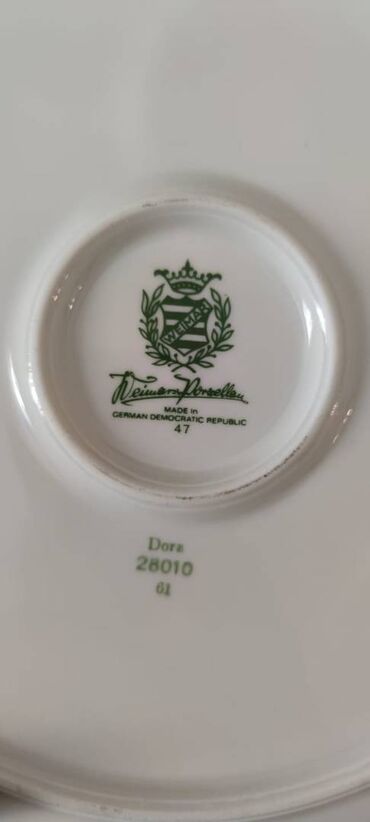 WEIMAR
Weimar Porzellan
MADE in
GERMAN DEMOCRATIC REPUBLIC
47
Dora
28010
61